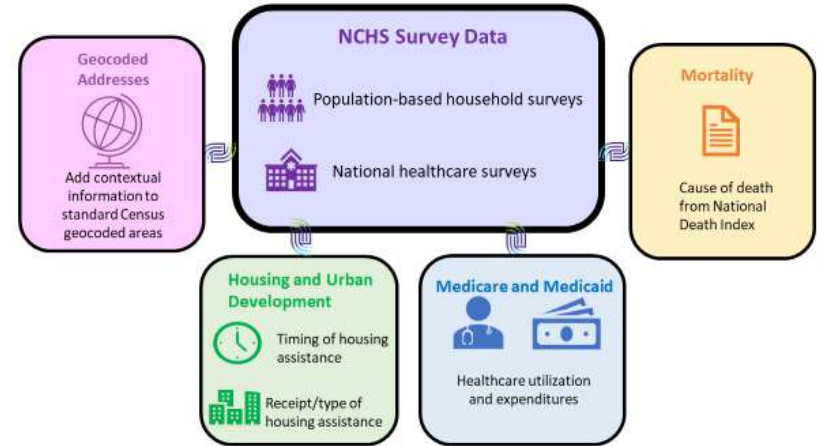 NCHS Survey Data
Population-based household surveys
National healthcare surveys
Geocoded
Addresses
Add contextual
information to
standard Census
geocoded areas
Mortality
Cause of death
from National
Death Index
Housing and Urban
Development
Timing of housing
assistance
Receipt/type of
housing assistance
Medicare and Medicaid
Healthcare utilization
and expenditures